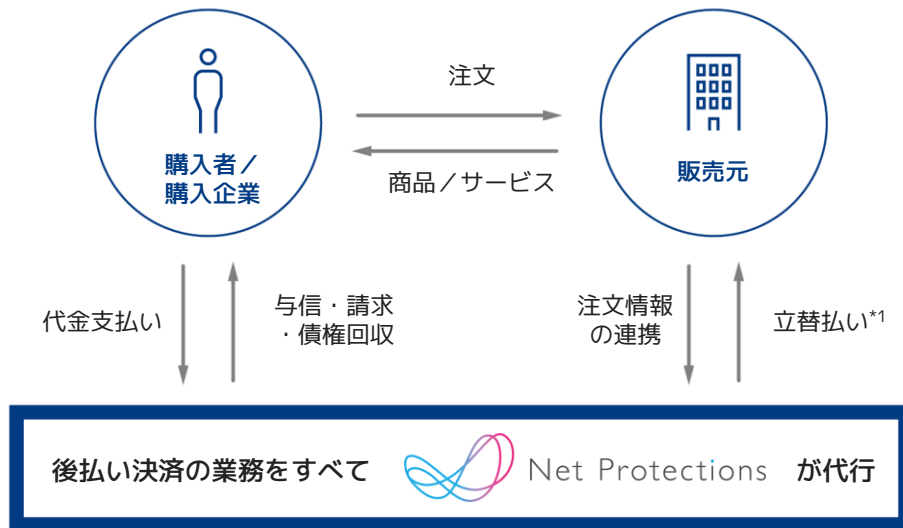 注文
購入者／
購入企業
販売元
商品／サービス
代金支払い
与信・請求
・債権回収
注文情報
の連携
立替払い*1
後払い決済の業務をすべて Net Protections が代行